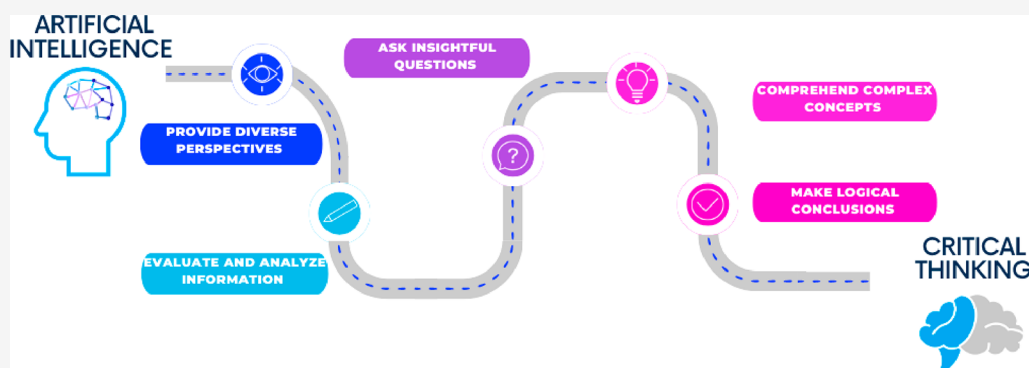 ARTIFICIAL
INTELLIGENCE
PROVIDE DIVERSE
PERSPECTIVES
EVALUATE AND ANALYZE
INFORMATION
ASK INSIGHTFUL
QUESTIONS
?
COMPREHEND COMPLEX
CONCEPTS
MAKE LOGICAL
CONCLUSIONS
CRITICAL
THINKING